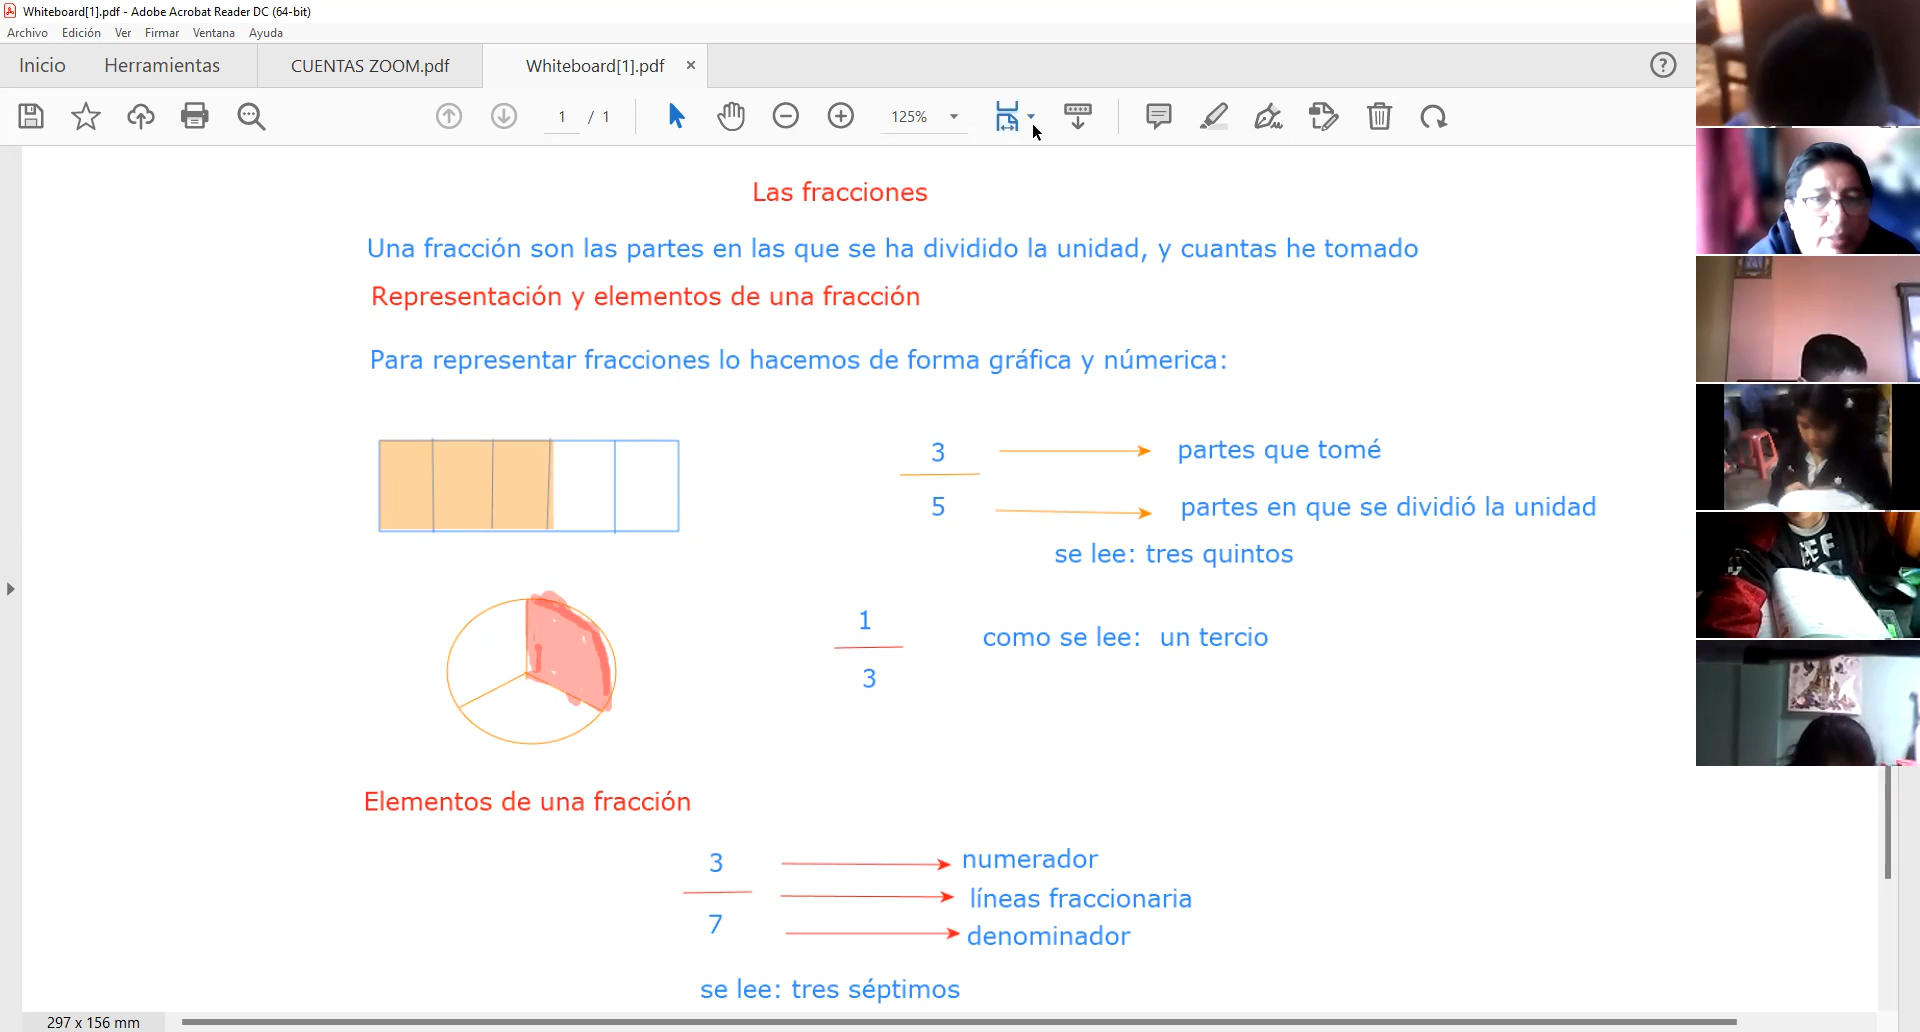 Whiteboard[1].pdf - Adobe Acrobat Reader DC (64-bit)
Archivo Edición Ver Firmar Ventana Ayuda
Inicio Herramientas CUENTAS ZOOM.pdf Whiteboard[1].pdf ×
1 / 1 125%
Las fracciones
Una fracción son las partes en las que se ha dividido la unidad, y cuantas he tomado
Representación y elementos de una fracción
Para representar fracciones lo hacemos de forma gráfica y númerica:
3 partes que tomé
5 partes en que se dividió la unidad
se lee: tres quintos
1
como se lee: un tercio
3
Elementos de una fracción
3 numerador
líneas fraccionaria
7 denominador
se lee: tres séptimos
297 x 156 mm